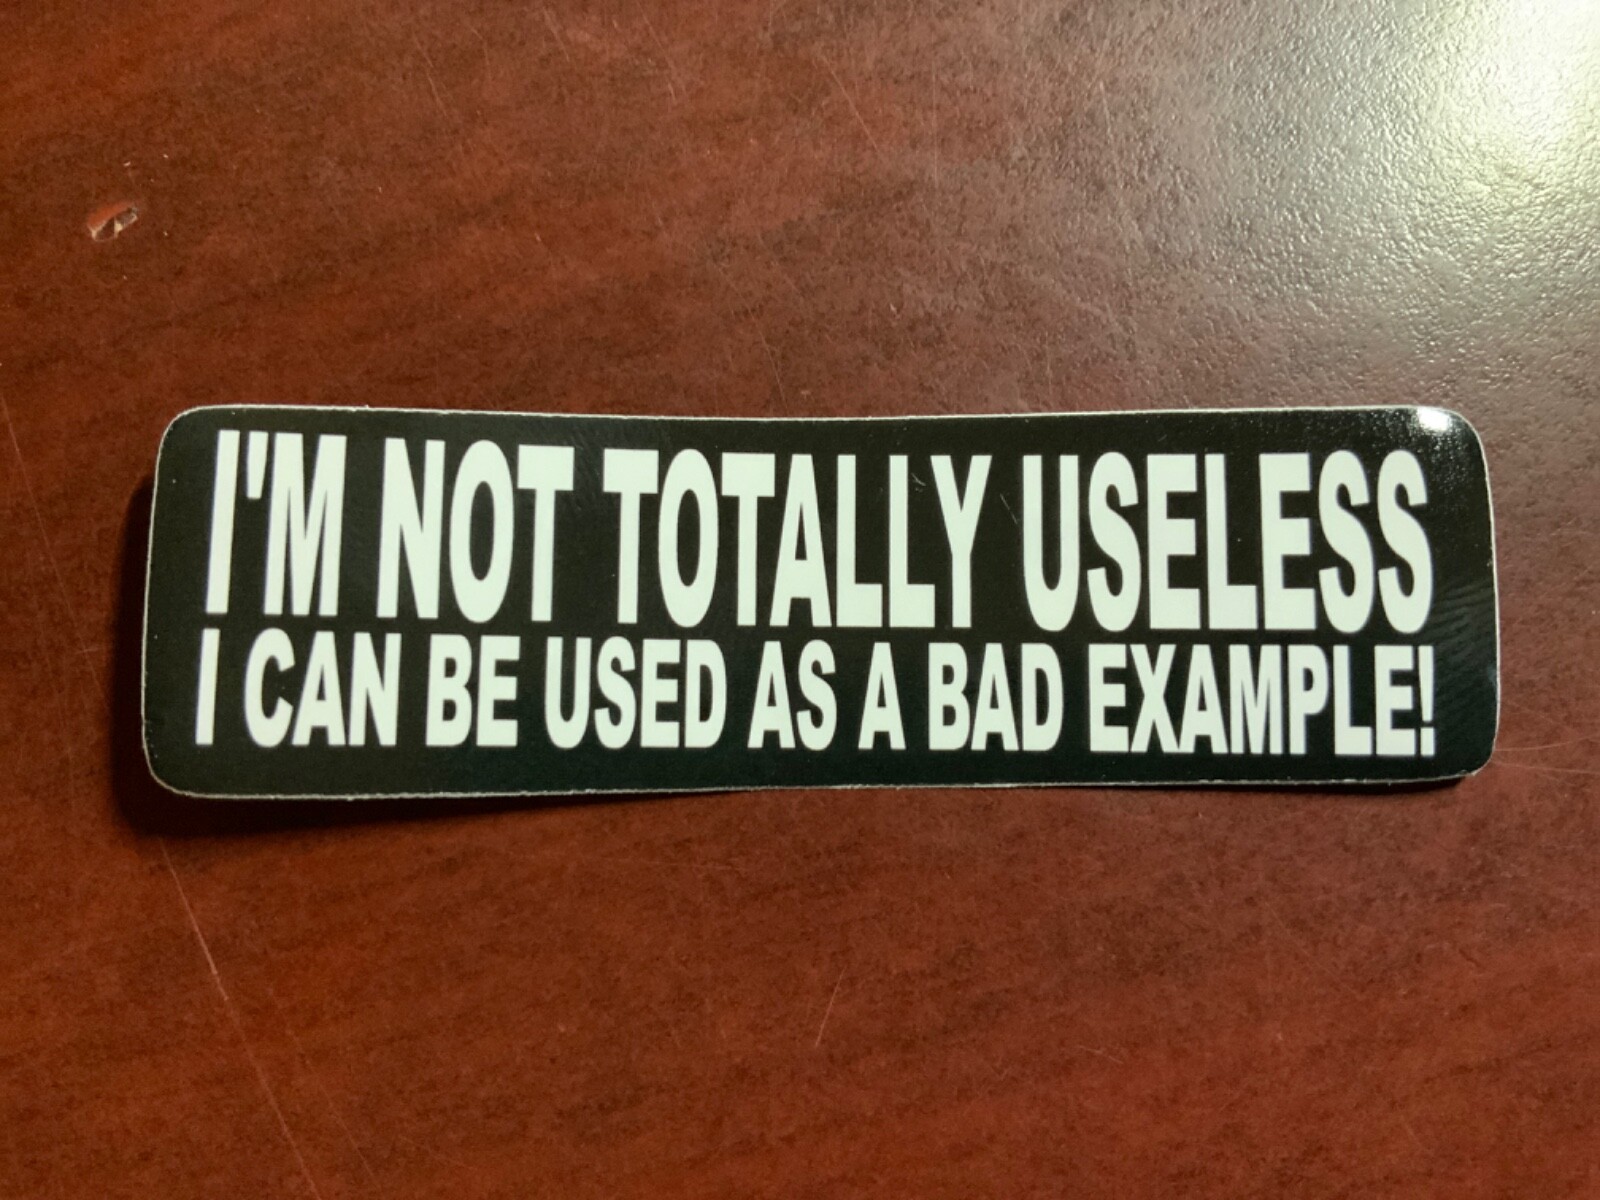 I'M NOT TOTALLY USELESS
I CAN BE USED AS A BAD EXAMPLE!